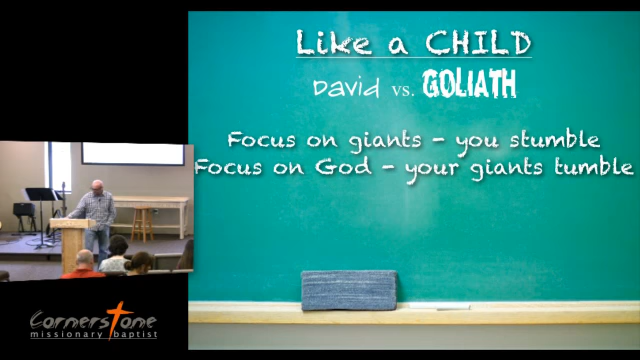 Like a CHILD
David vs. GOLIATH
Focus on giants - you stumble
Focus on God - your giants tumble
Cornerstone
missionary baptist